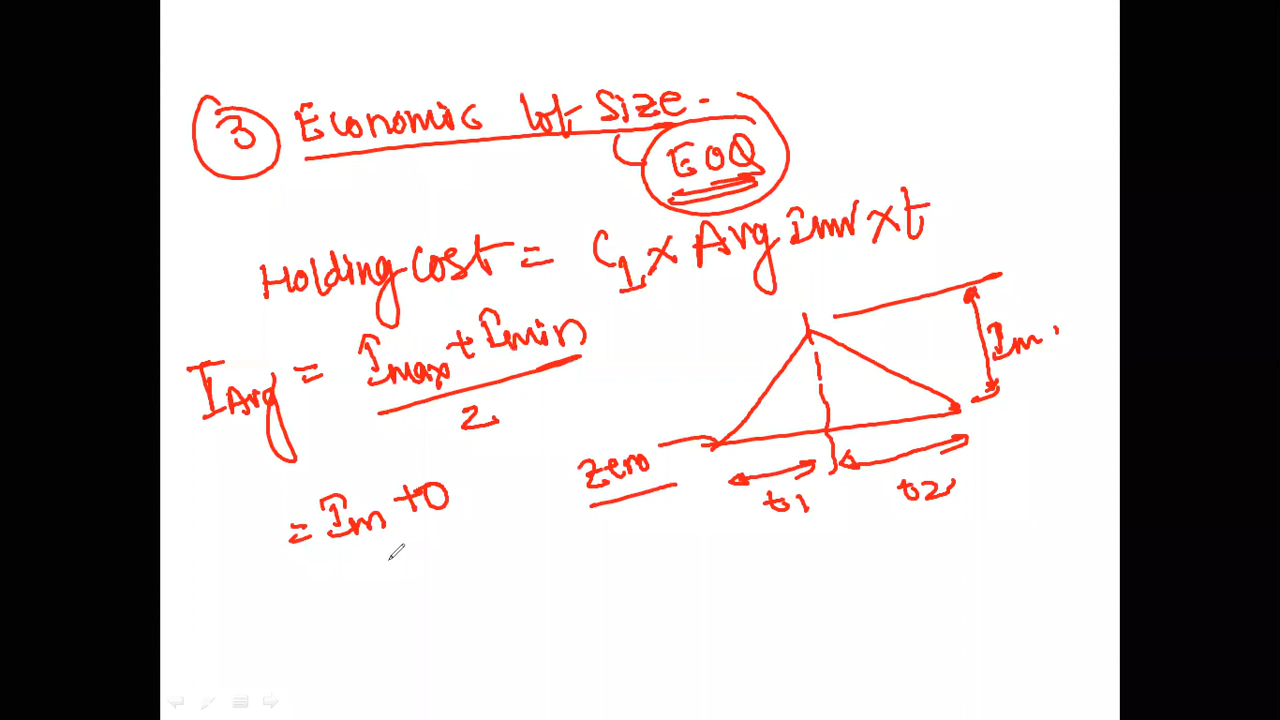 3 Economic lot size.
EOQ
Holding cost = C1 × Avg Inv × t
IAvg = Imax + Imin
2
= Im + 0
Im
zero
t1 t2